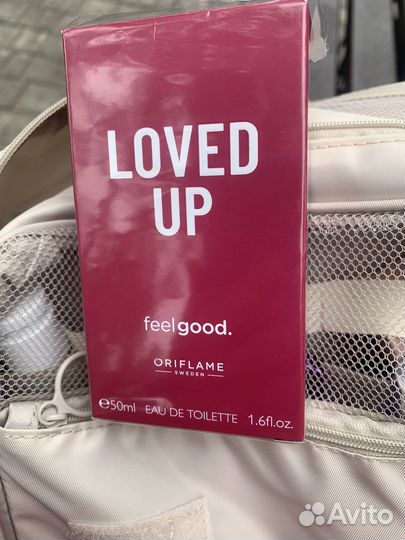 LOVED
UP
feelgood.
ORIFLAME
SWEDEN
℮50ml EAU DE TOILETTE 1.6fl.oz.
Avito